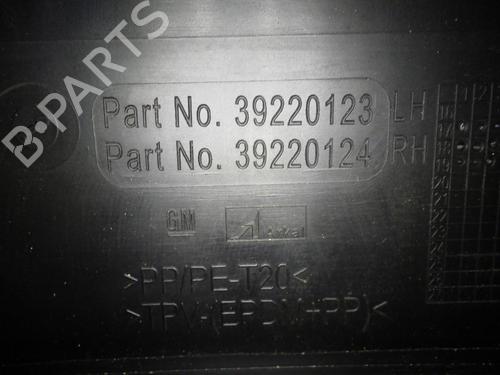 B·PARTS
Part No. 39220123 LH
Part No. 39220124 RH
GM
>PP/PE-T20<
>TPV-(EPDM+PP)<